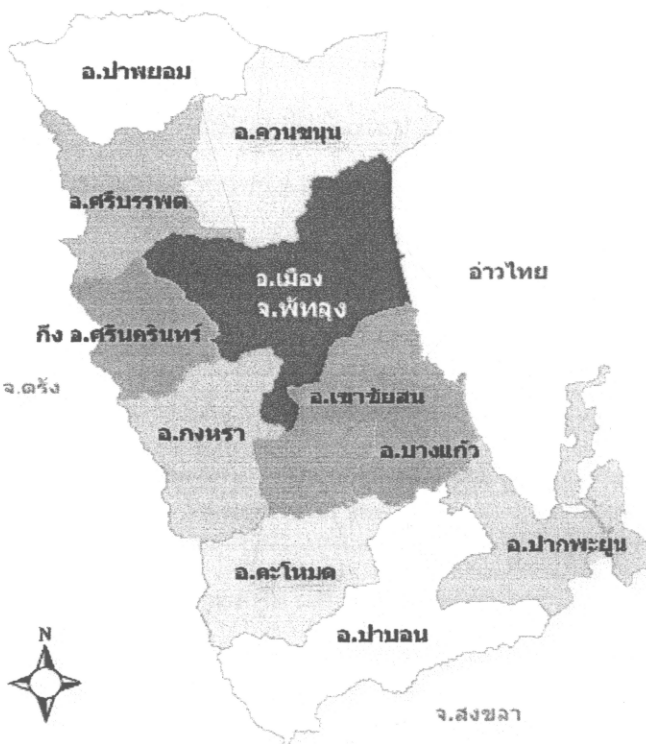 อ.ป่าพยอม
อ.ควนขนุน
อ.ศรีบรรพต
อ.เมือง
จ.พัทลุง
อ่าวไทย
กิ่ง อ.ศรีนครินทร์
จ.ตรัง
อ.เขาชัยสน
อ.กงหรา
อ.บางแก้ว
อ.ปากพะยูน
อ.ตะโหมด
อ.ป่าบอน
N
จ.สงขลา